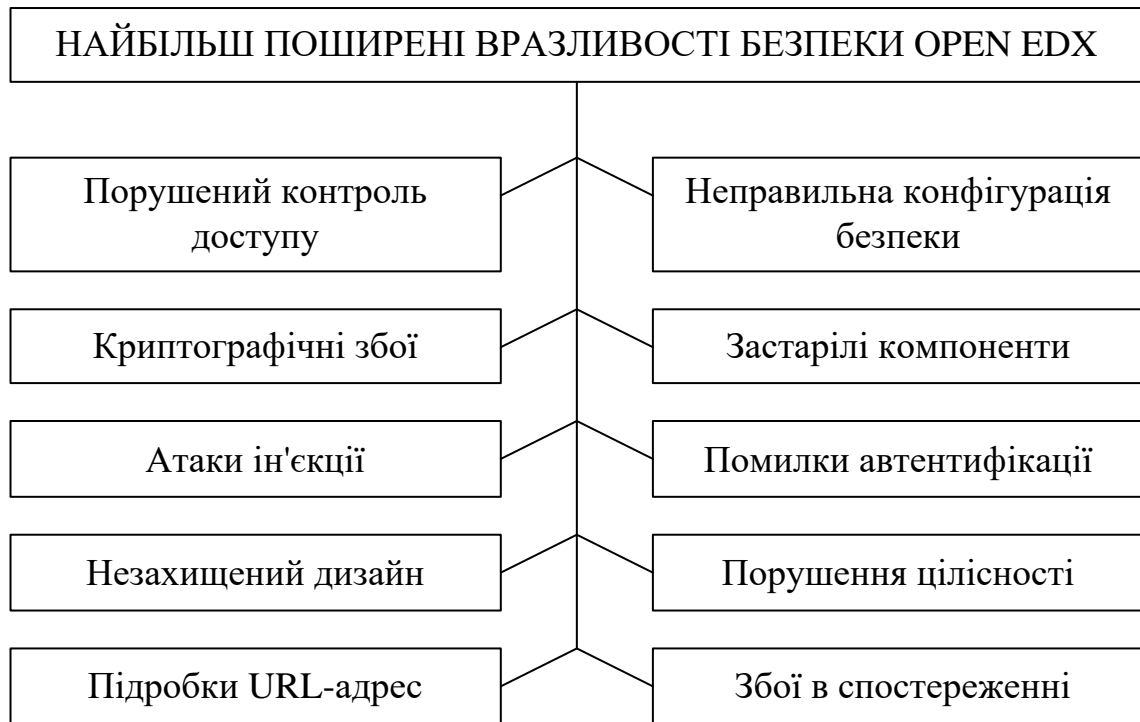 НАЙБІЛЬШ ПОШИРЕНІ ВРАЗЛИВОСТІ БЕЗПЕКИ OPEN EDX
Порушений контроль
доступу
Неправильна конфігурація
безпеки
Криптографічні збої
Застарілі компоненти
Атаки ін'єкції
Помилки автентифікації
Незахищений дизайн
Порушення цілісності
Підробки URL-адрес
Збої в спостереженні